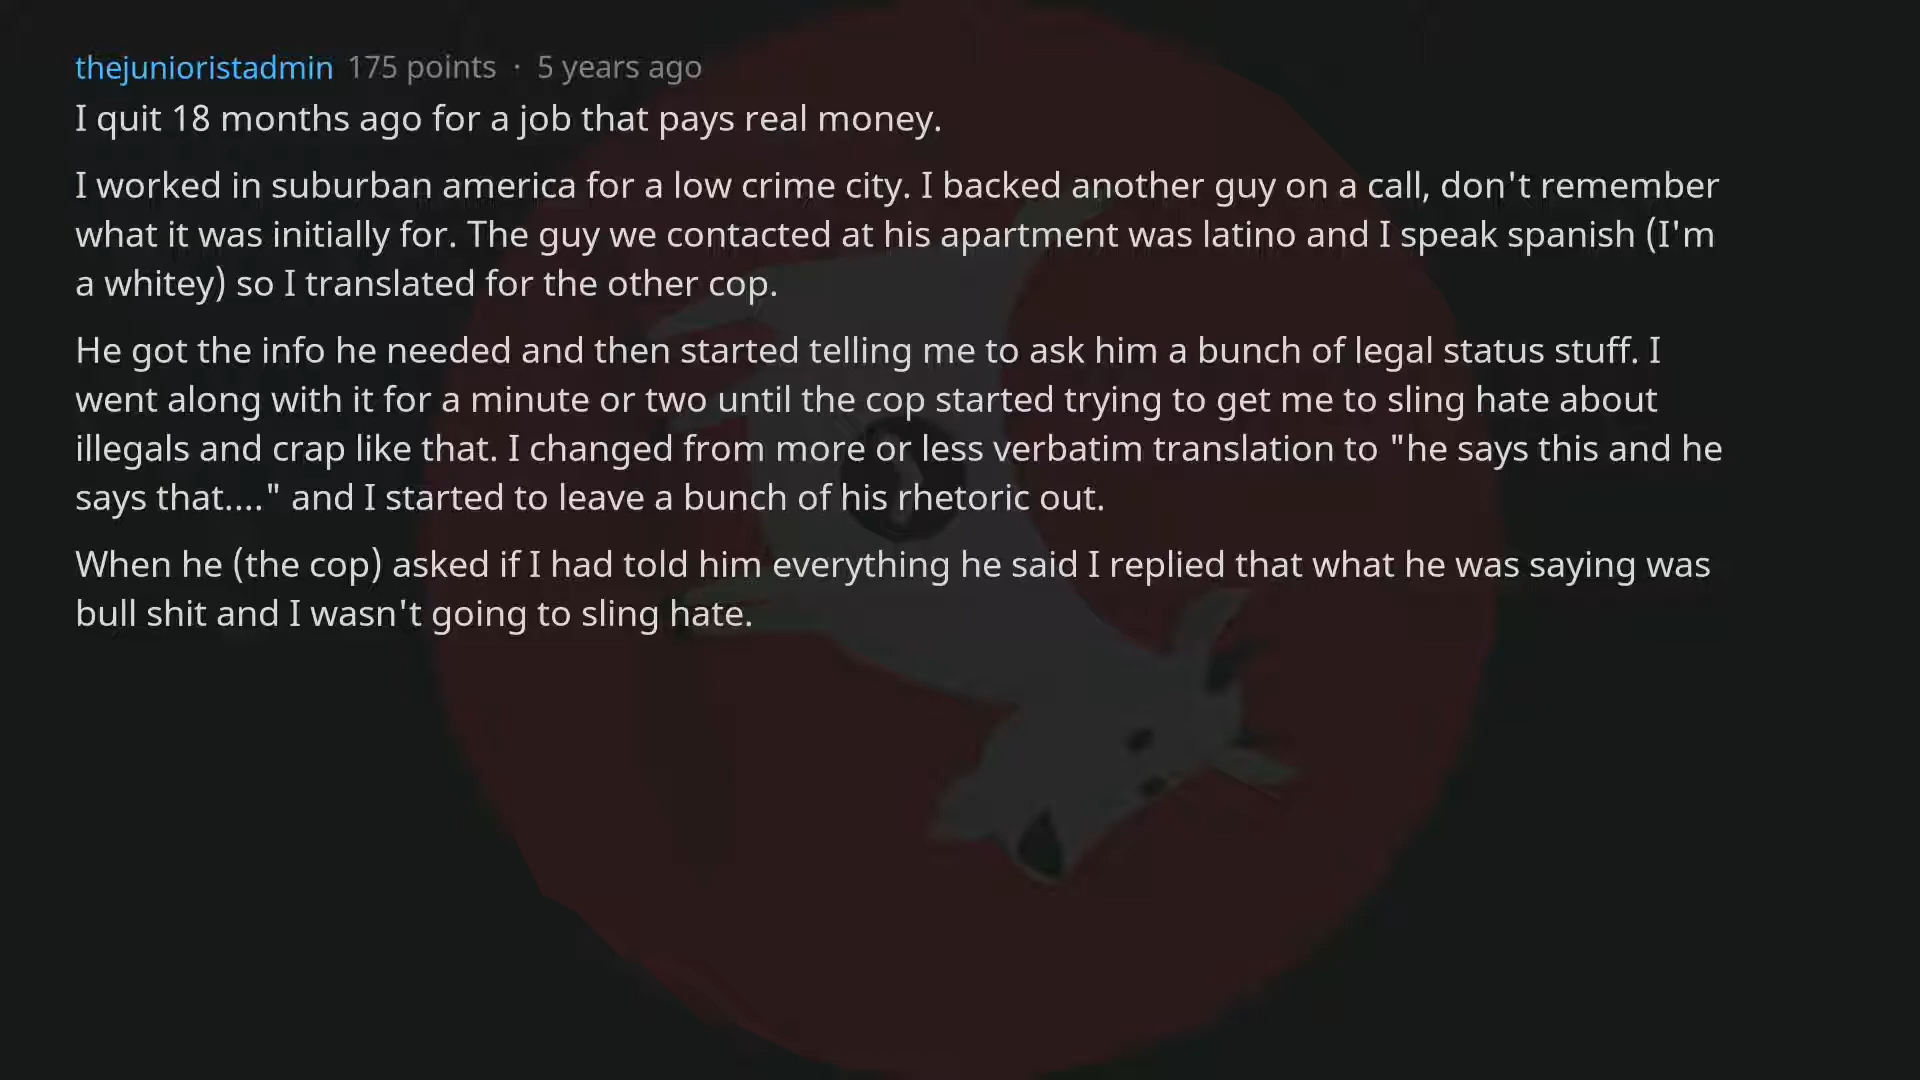 thejunioristadmin 175 points · 5 years ago
I quit 18 months ago for a job that pays real money.
I worked in suburban america for a low crime city. I backed another guy on a call, don't remember
what it was initially for. The guy we contacted at his apartment was latino and I speak spanish (I'm
a whitey) so I translated for the other cop.
He got the info he needed and then started telling me to ask him a bunch of legal status stuff. I
went along with it for a minute or two until the cop started trying to get me to sling hate about
illegals and crap like that. I changed from more or less verbatim translation to "he says this and he
says that...." and I started to leave a bunch of his rhetoric out.
When he (the cop) asked if I had told him everything he said I replied that what he was saying was
bull shit and I wasn't going to sling hate.